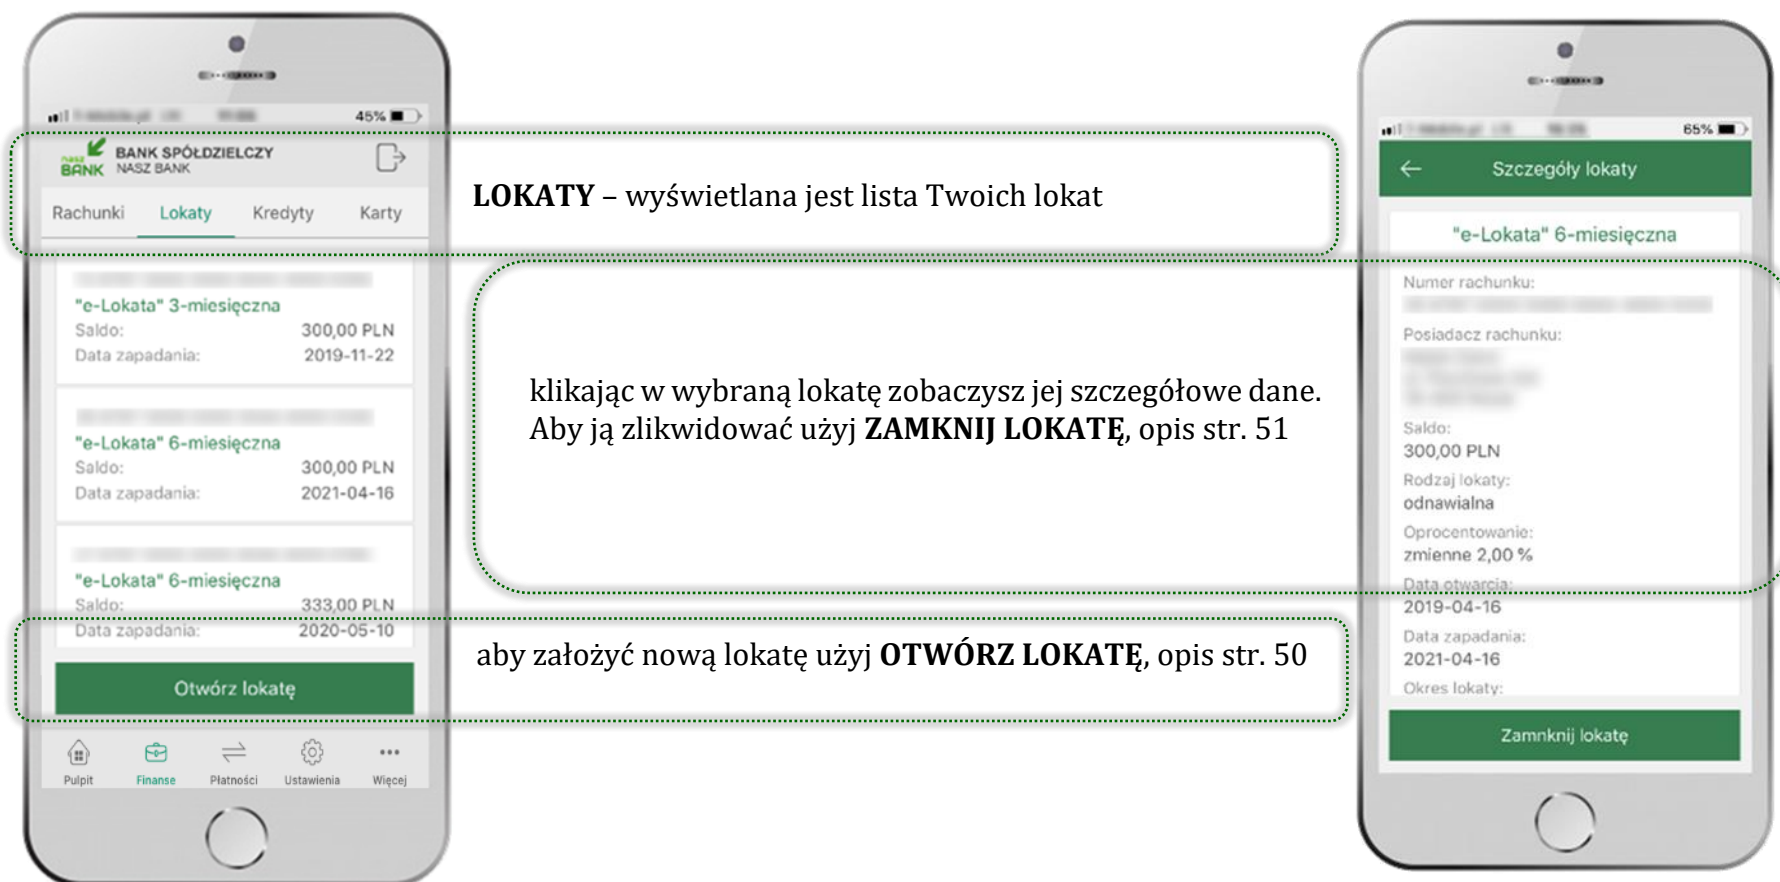 45%
nasz BANK
BANK SPÓŁDZIELCZY
NASZ BANK
Rachunki Lokaty Kredyty Karty
"e-Lokata" 3-miesięczna
Saldo: 300,00 PLN
Data zapadania: 2019-11-22
"e-Lokata" 6-miesięczna
Saldo: 300,00 PLN
Data zapadania: 2021-04-16
"e-Lokata" 6-miesięczna
Saldo: 333,00 PLN
Data zapadania: 2020-05-10
Otwórz lokatę
Pulpit Finanse Płatności Ustawienia Więcej
LOKATY – wyświetlana jest lista Twoich lokat
klikając w wybraną lokatę zobaczysz jej szczegółowe dane.
Aby ją zlikwidować użyj ZAMKNIJ LOKATĘ, opis str. 51
aby założyć nową lokatę użyj OTWÓRZ LOKATĘ, opis str. 50
65%
Szczegóły lokaty
"e-Lokata" 6-miesięczna
Numer rachunku:
Posiadacz rachunku:
Saldo:
300,00 PLN
Rodzaj lokaty:
odnawialna
Oprocentowanie:
zmienne 2,00 %
Data otwarcia:
2019-04-16
Data zapadania:
2021-04-16
Okres lokaty:
Zamnknij lokatę